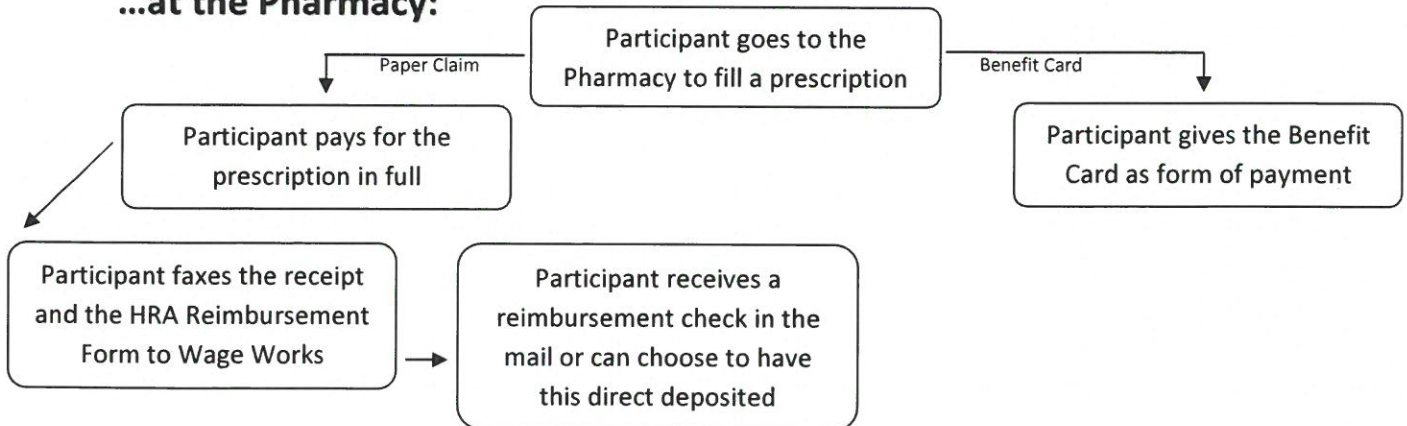 ...at the Pharmacy:
Participant goes to the
Pharmacy to fill a prescription
Paper Claim
Benefit Card
Participant pays for the
prescription in full
Participant gives the Benefit
Card as form of payment
Participant faxes the receipt
and the HRA Reimbursement
Form to Wage Works
Participant receives a
reimbursement check in the
mail or can choose to have
this direct deposited